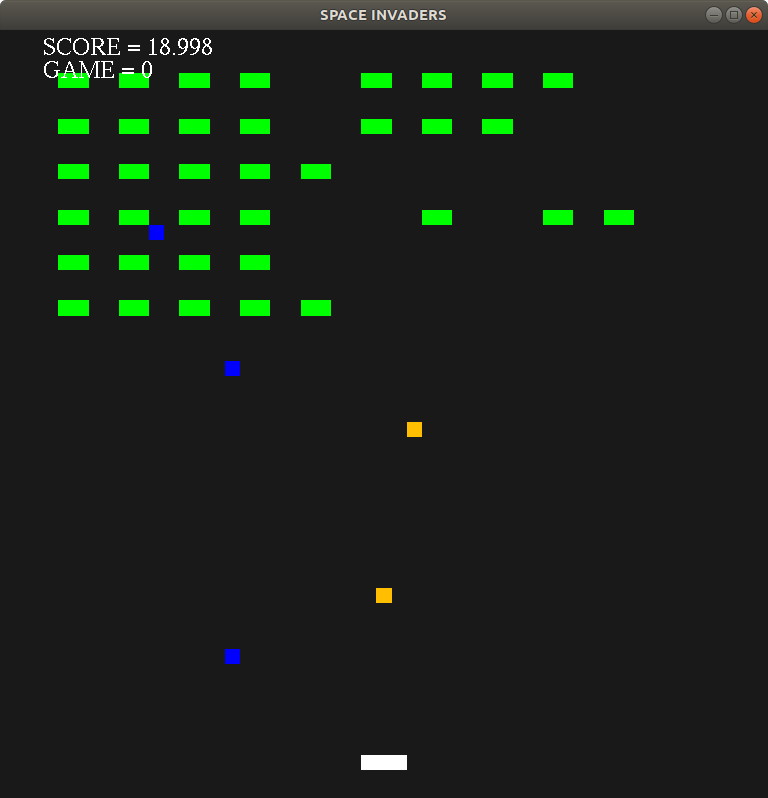 SPACE INVADERS
SCORE = 18.998
GAME = 0